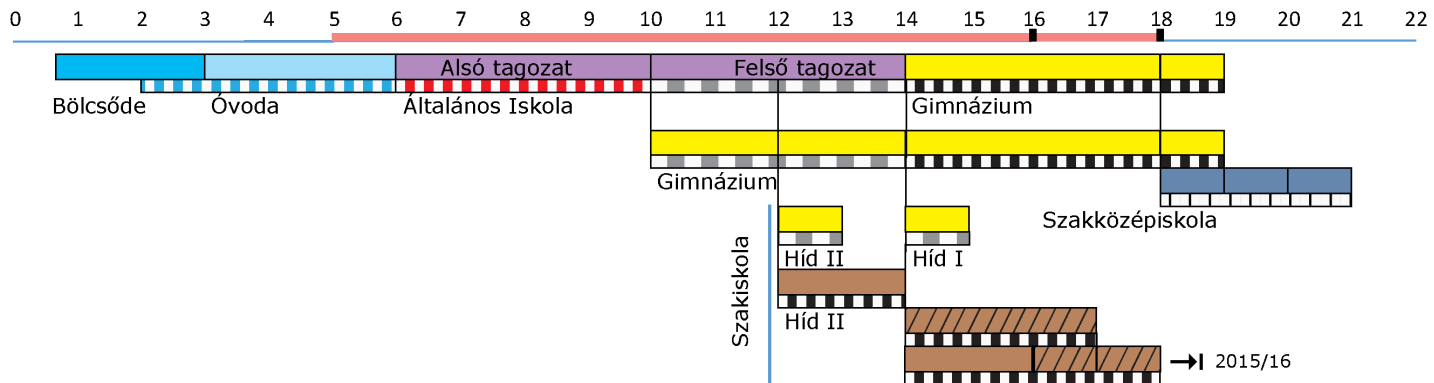 0 1 2 3 4 5 6 7 8 9 10 11 12 13 14 15 16 17 18 19 20 21 22
Alsó tagozat Felső tagozat
Bölcsőde Óvoda Általános Iskola Gimnázium
Gimnázium
Szakközépiskola
Szakiskola
Híd II Híd I
Híd II
2015/16